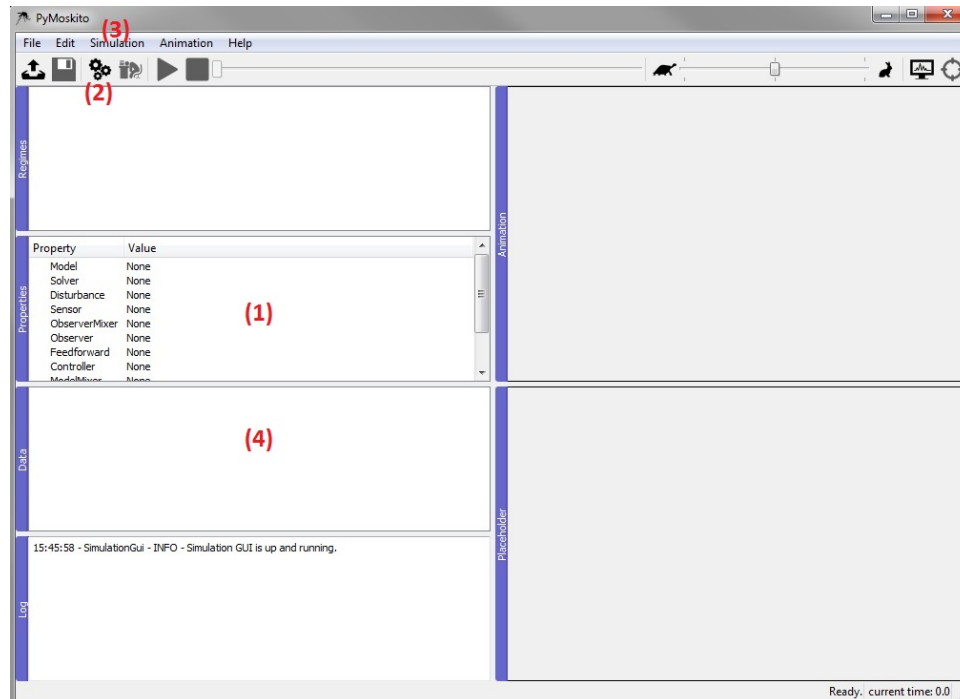 PyMoskito
(3)
File Edit Simulation Animation Help
(2)
Regimes
Animation
Properties
Property Value
Model None
Solver None
Disturbance None
Sensor None
ObserverMixer None
(1)
Observer None
Feedforward None
Controller None
ModelMixer None
Data
(4)
Placeholder
Log
15:45:58 - SimulationGui - INFO - Simulation GUI is up and running.
Ready. current time: 0.0